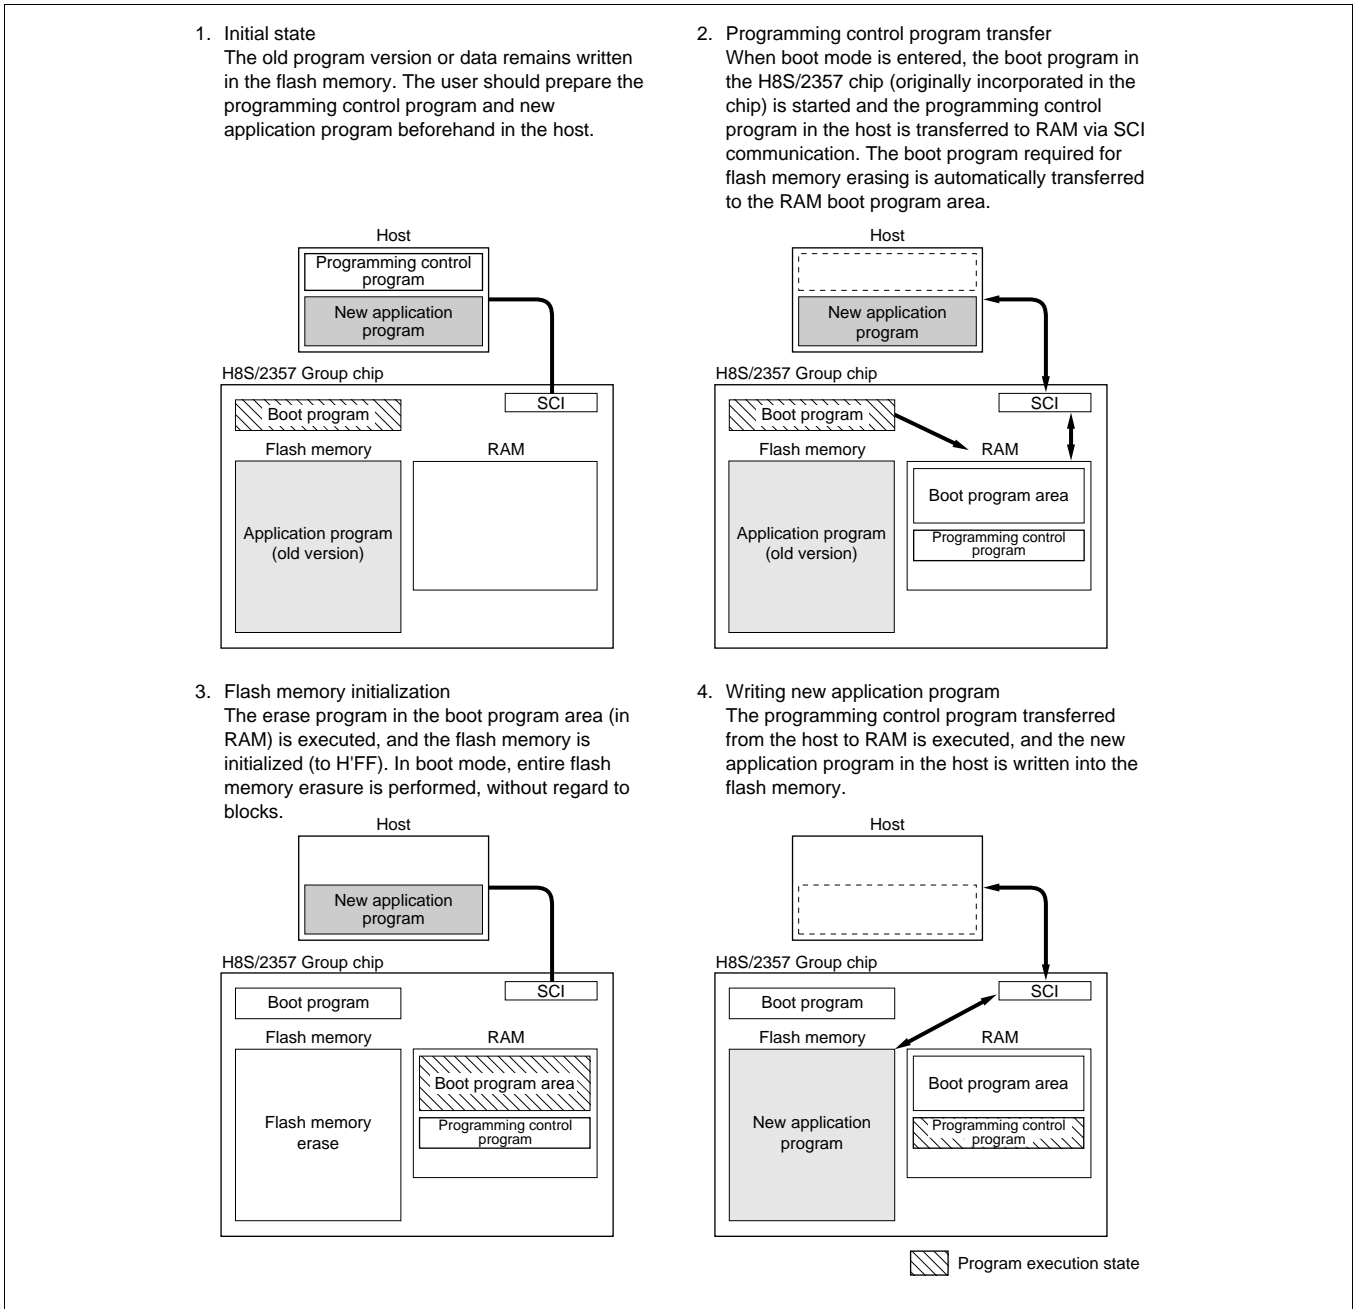 1. Initial state
The old program version or data remains written
in the flash memory. The user should prepare the
programming control program and new
application program beforehand in the host.
Host
Programming control
program
New application
program
H8S/2357 Group chip
Boot program
SCI
Flash memory
RAM
Application program
(old version)
2. Programming control program transfer
When boot mode is entered, the boot program in
the H8S/2357 chip (originally incorporated in the
chip) is started and the programming control
program in the host is transferred to RAM via SCI
communication. The boot program required for
flash memory erasing is automatically transferred
to the RAM boot program area.
Host
New application
program
H8S/2357 Group chip
Boot program
SCI
Flash memory
RAM
Application program
(old version)
Boot program area
Programming control
program
3. Flash memory initialization
The erase program in the boot program area (in
RAM) is executed, and the flash memory is
initialized (to H'FF). In boot mode, entire flash
memory erasure is performed, without regard to
blocks.
Host
New application
program
H8S/2357 Group chip
Boot program
SCI
Flash memory
RAM
Flash memory
erase
Boot program area
Programming control
program
4. Writing new application program
The programming control program transferred
from the host to RAM is executed, and the new
application program in the host is written into the
flash memory.
Host
H8S/2357 Group chip
Boot program
SCI
Flash memory
RAM
New application
program
Boot program area
Programming control
program
Program execution state